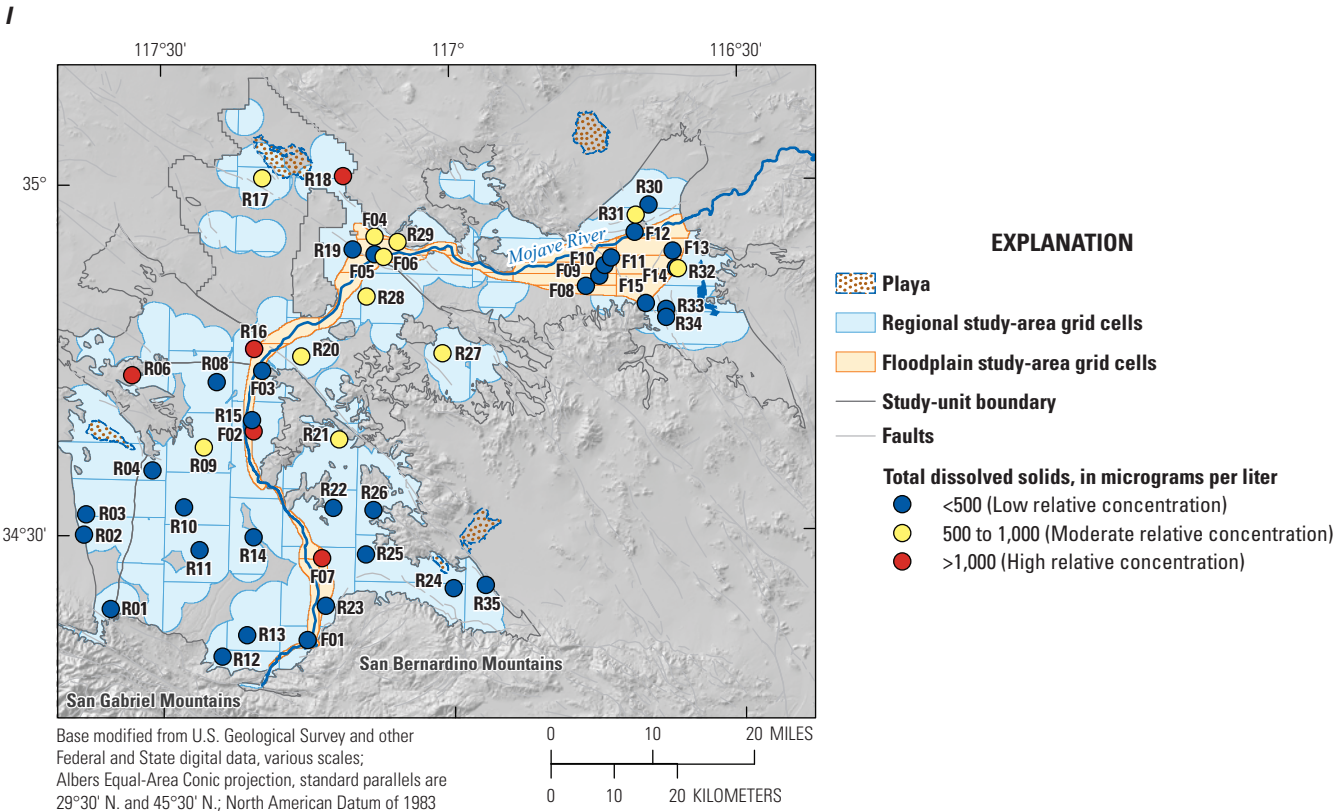 I
117°30' 117° 116°30'
35°
34°30'
R17
R18
R30
R31
F04
R29
R19
F05
F06
Mojave River
F12
F13
F10
F11
F09
F14
R32
F08
F15
R28
R33
R34
R16
R20
R27
R06
R08
F03
R15
F02
R21
R09
R04
R22
R26
R03
R10
R02
R14
R25
R11
F07
R24
R35
R01
R23
R13
F01
R12
San Bernardino Mountains
San Gabriel Mountains
Base modified from U.S. Geological Survey and other
Federal and State digital data, various scales;
Albers Equal-Area Conic projection, standard parallels are
29°30' N. and 45°30' N.; North American Datum of 1983
0 10 20 MILES
0 10 20 KILOMETERS
EXPLANATION
Playa
Regional study-area grid cells
Floodplain study-area grid cells
Study-unit boundary
Faults
Total dissolved solids, in micrograms per liter
<500 (Low relative concentration)
500 to 1,000 (Moderate relative concentration)
>1,000 (High relative concentration)